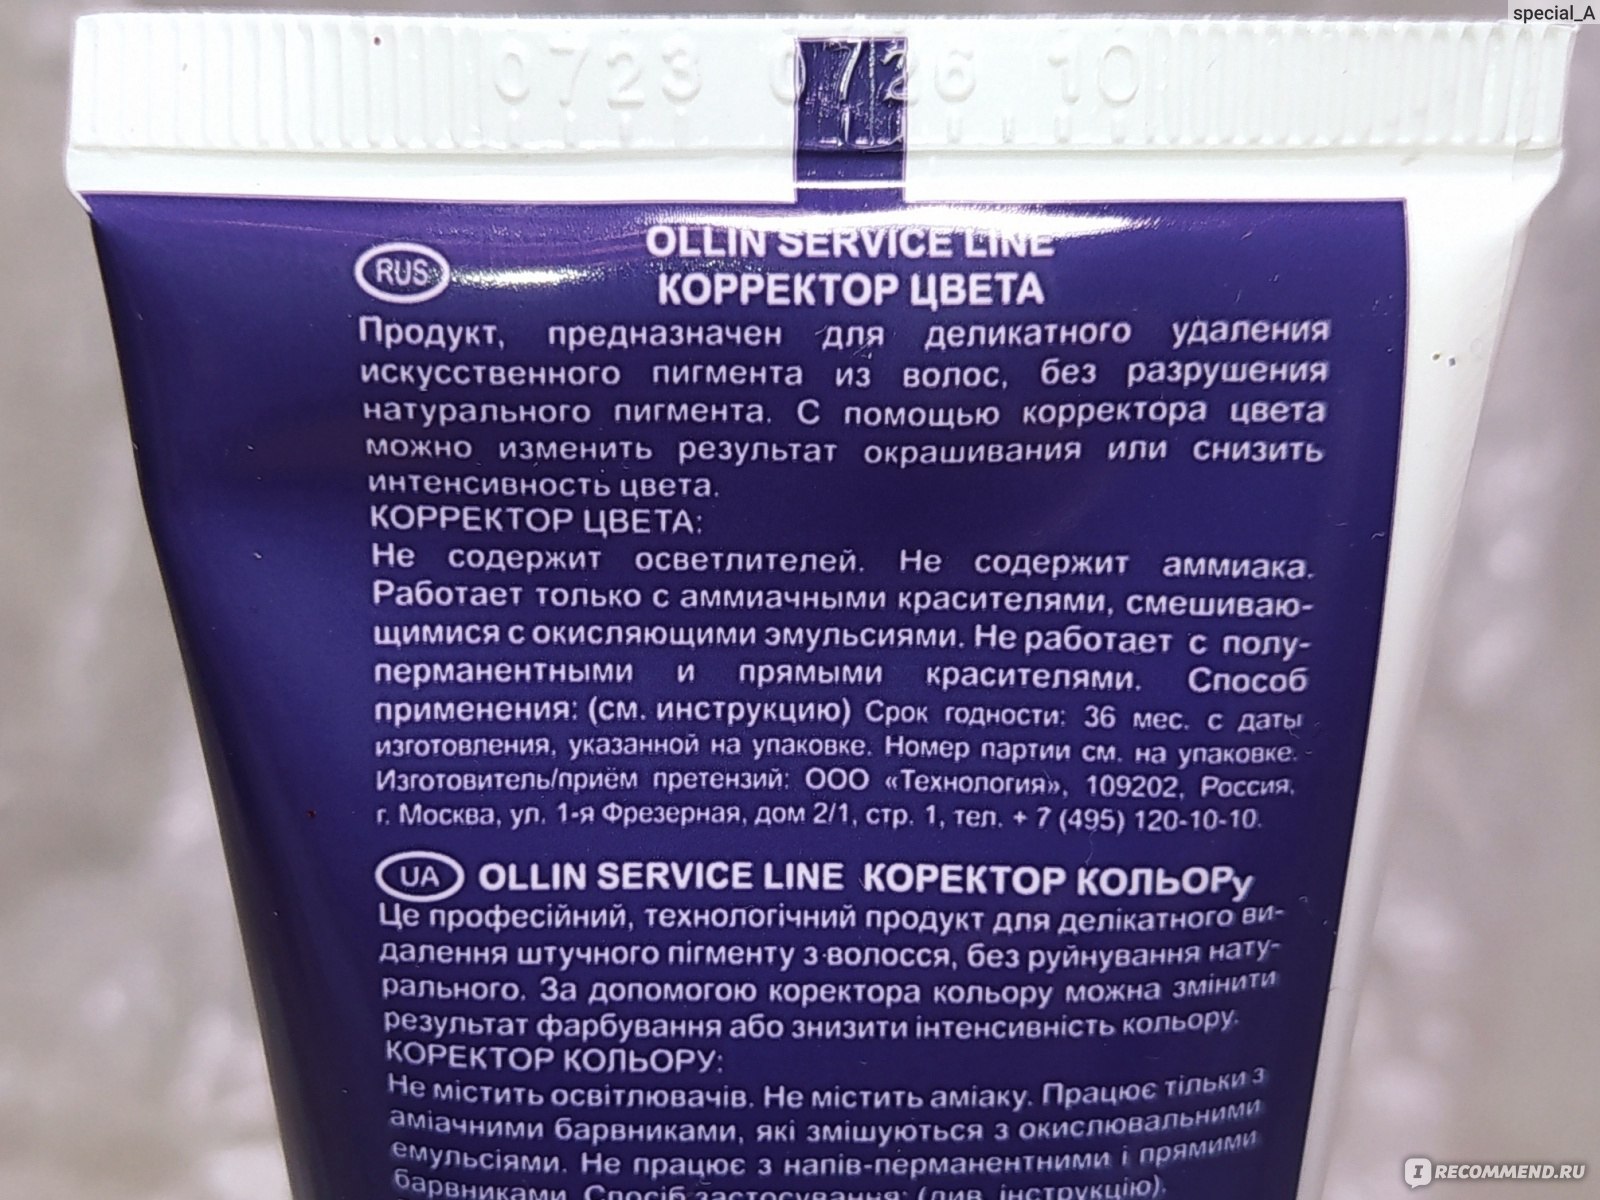 special_A
0723 0726 10
OLLIN SERVICE LINE
RUS
КОРРЕКТОР ЦВЕТА
Продукт, предназначен для деликатного удаления
искусственного пигмента из волос, без разрушения
натурального пигмента. С помощью корректора цвета
можно изменить результат окрашивания или снизить
интенсивность цвета.
КОРРЕКТОР ЦВЕТА:
Не содержит осветлителей. Не содержит аммиака.
Работает только с аммиачными красителями, смешиваю-
щимися с окисляющими эмульсиями. Не работает с полу-
перманентными и прямыми красителями. Способ
применения: (см. инструкцию) Срок годности: 36 мес. с даты
изготовления, указанной на упаковке. Номер партии см. на упаковке.
Изготовитель/приём претензий: ООО «Технология», 109202, Россия,
г. Москва, ул. 1-я Фрезерная, дом 2/1, стр. 1, тел. + 7 (495) 120-10-10.
UA OLLIN SERVICE LINE КОРЕКТОР КОЛЬОРу
Це професійний, технологічний продукт для делікатного ви-
далення штучного пігменту з волосся, без руйнування нату-
рального. За допомогою коректора кольору можна змінити
результат фарбування або знизити інтенсивність кольору.
КОРЕКТОР КОЛЬОРУ:
Не містить освітлювачів. Не містить аміаку. Працює тільки з
аміачними барвниками, які змішуються з окислювальними
емульсіями. Не працює з напів-перманентними і прямими
барвниками. Спосіб застосування: (див. інструкцію).
IRECOMMEND.RU